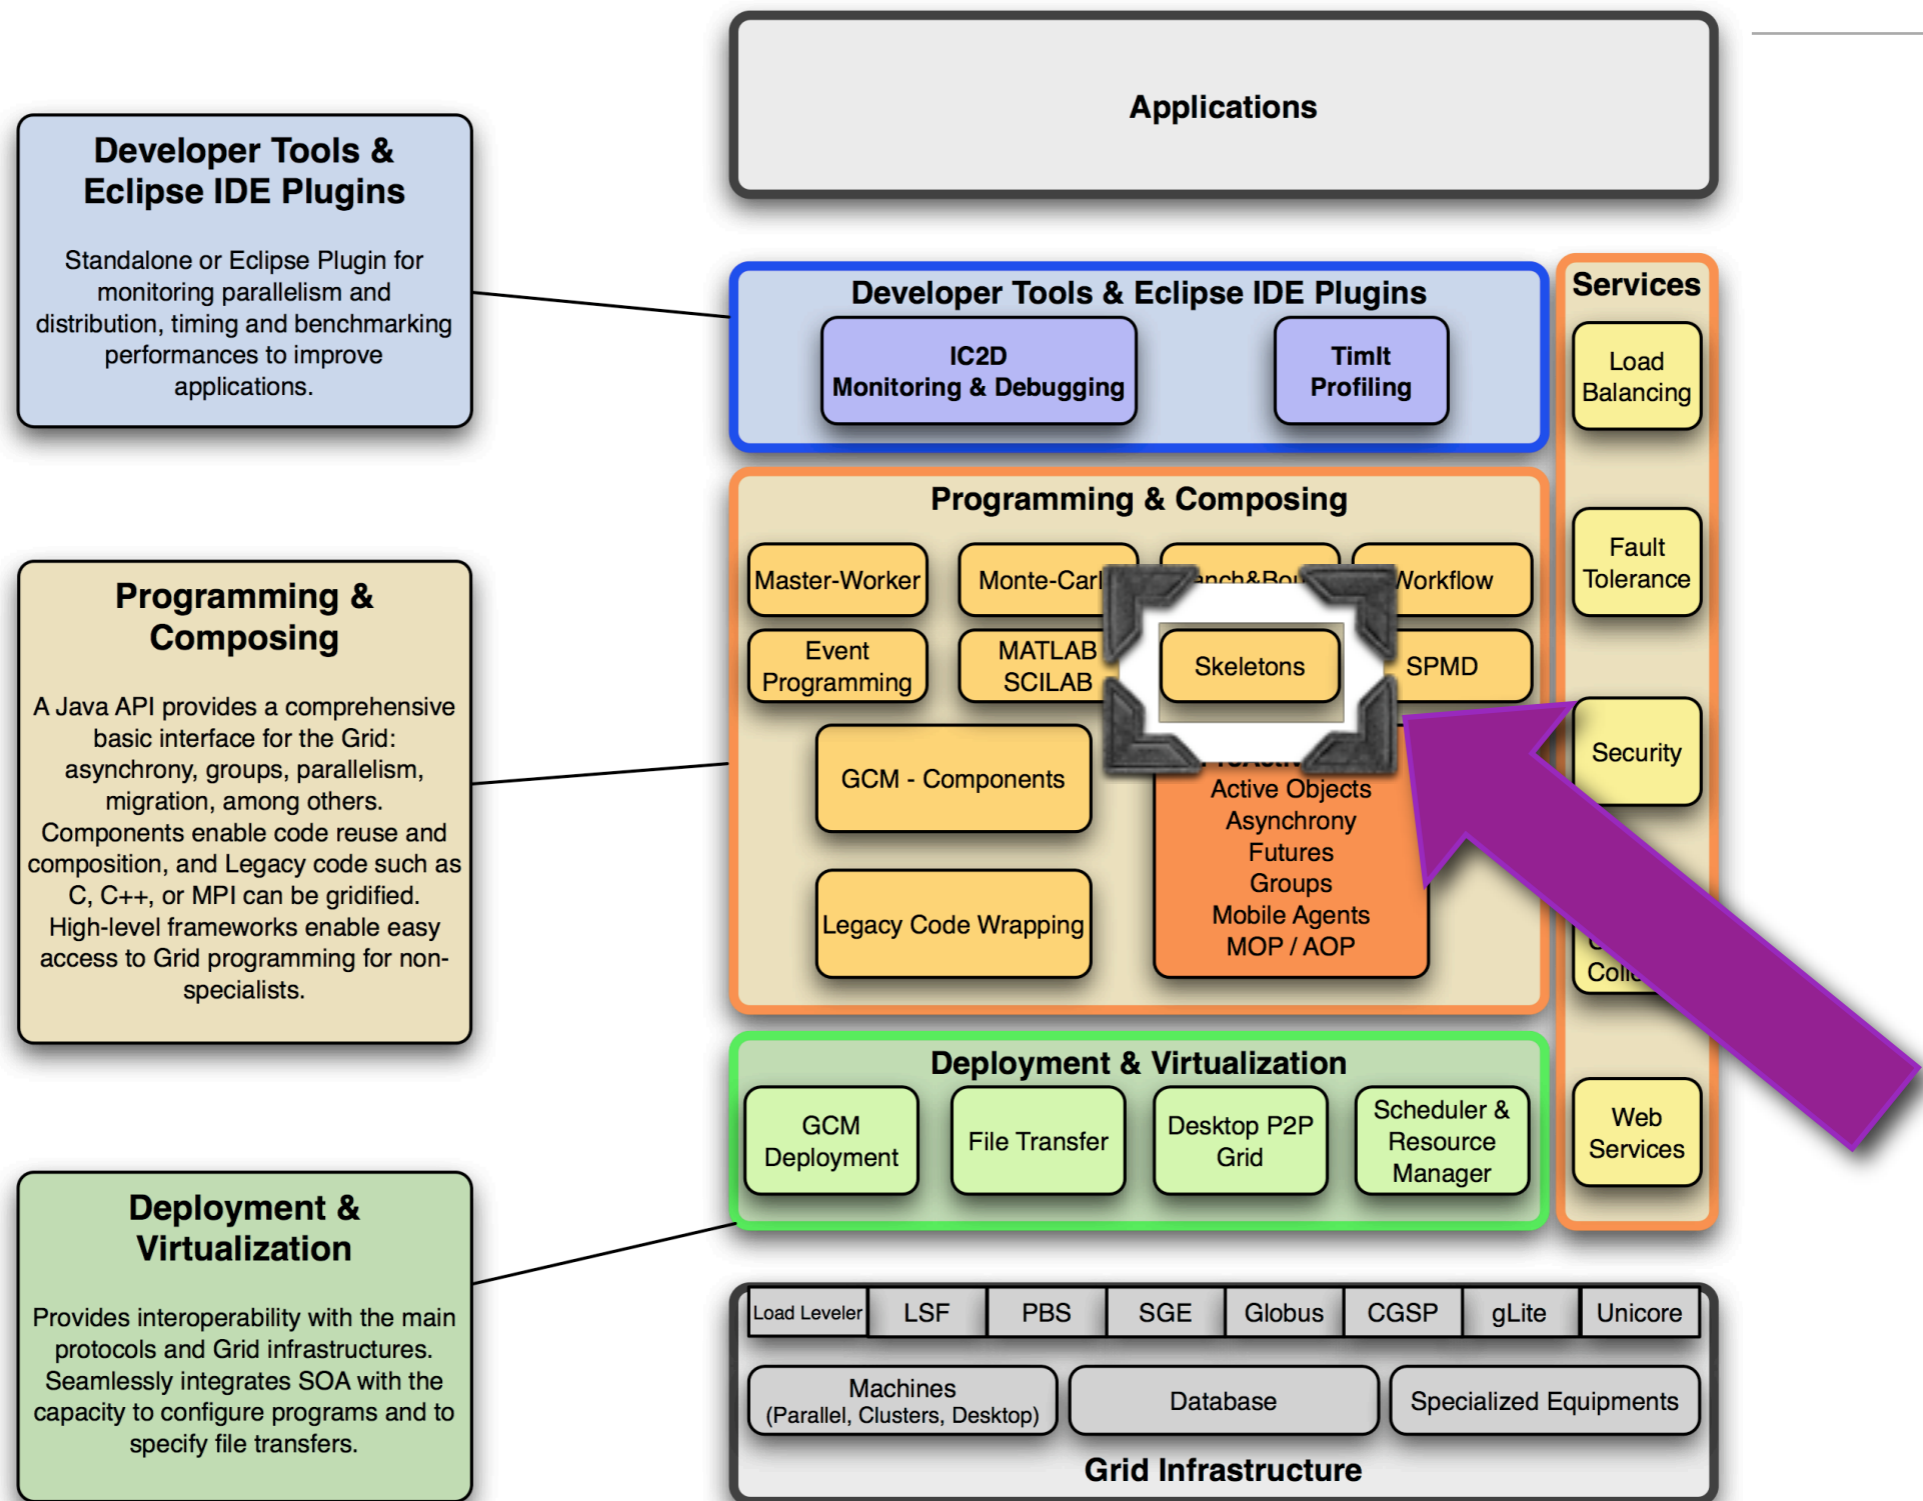 Applications
Developer Tools &
Eclipse IDE Plugins
Standalone or Eclipse Plugin for
monitoring parallelism and
distribution, timing and benchmarking
performances to improve
applications.
Developer Tools & Eclipse IDE Plugins
IC2D
Monitoring & Debugging
TimIt
Profiling
Services
Load
Balancing
Fault
Tolerance
Security
Web
Services
Programming &
Composing
A Java API provides a comprehensive
basic interface for the Grid:
asynchrony, groups, parallelism,
migration, among others.
Components enable code reuse and
composition, and Legacy code such as
C, C++, or MPI can be gridified.
High-level frameworks enable easy
access to Grid programming for non-
specialists.
Programming & Composing
Master-Worker
Workflow
Event
Programming
MATLAB
SCILAB
Skeletons
SPMD
GCM - Components
Legacy Code Wrapping
Active Objects
Asynchrony
Futures
Groups
Mobile Agents
MOP / AOP
Deployment &
Virtualization
Provides interoperability with the main
protocols and Grid infrastructures.
Seamlessly integrates SOA with the
capacity to configure programs and to
specify file transfers.
Deployment & Virtualization
GCM
Deployment
File Transfer
Desktop P2P
Grid
Scheduler &
Resource
Manager
Load Leveler
LSF
PBS
SGE
Globus
CGSP
gLite
Unicore
Machines
(Parallel, Clusters, Desktop)
Database
Specialized Equipments
Grid Infrastructure